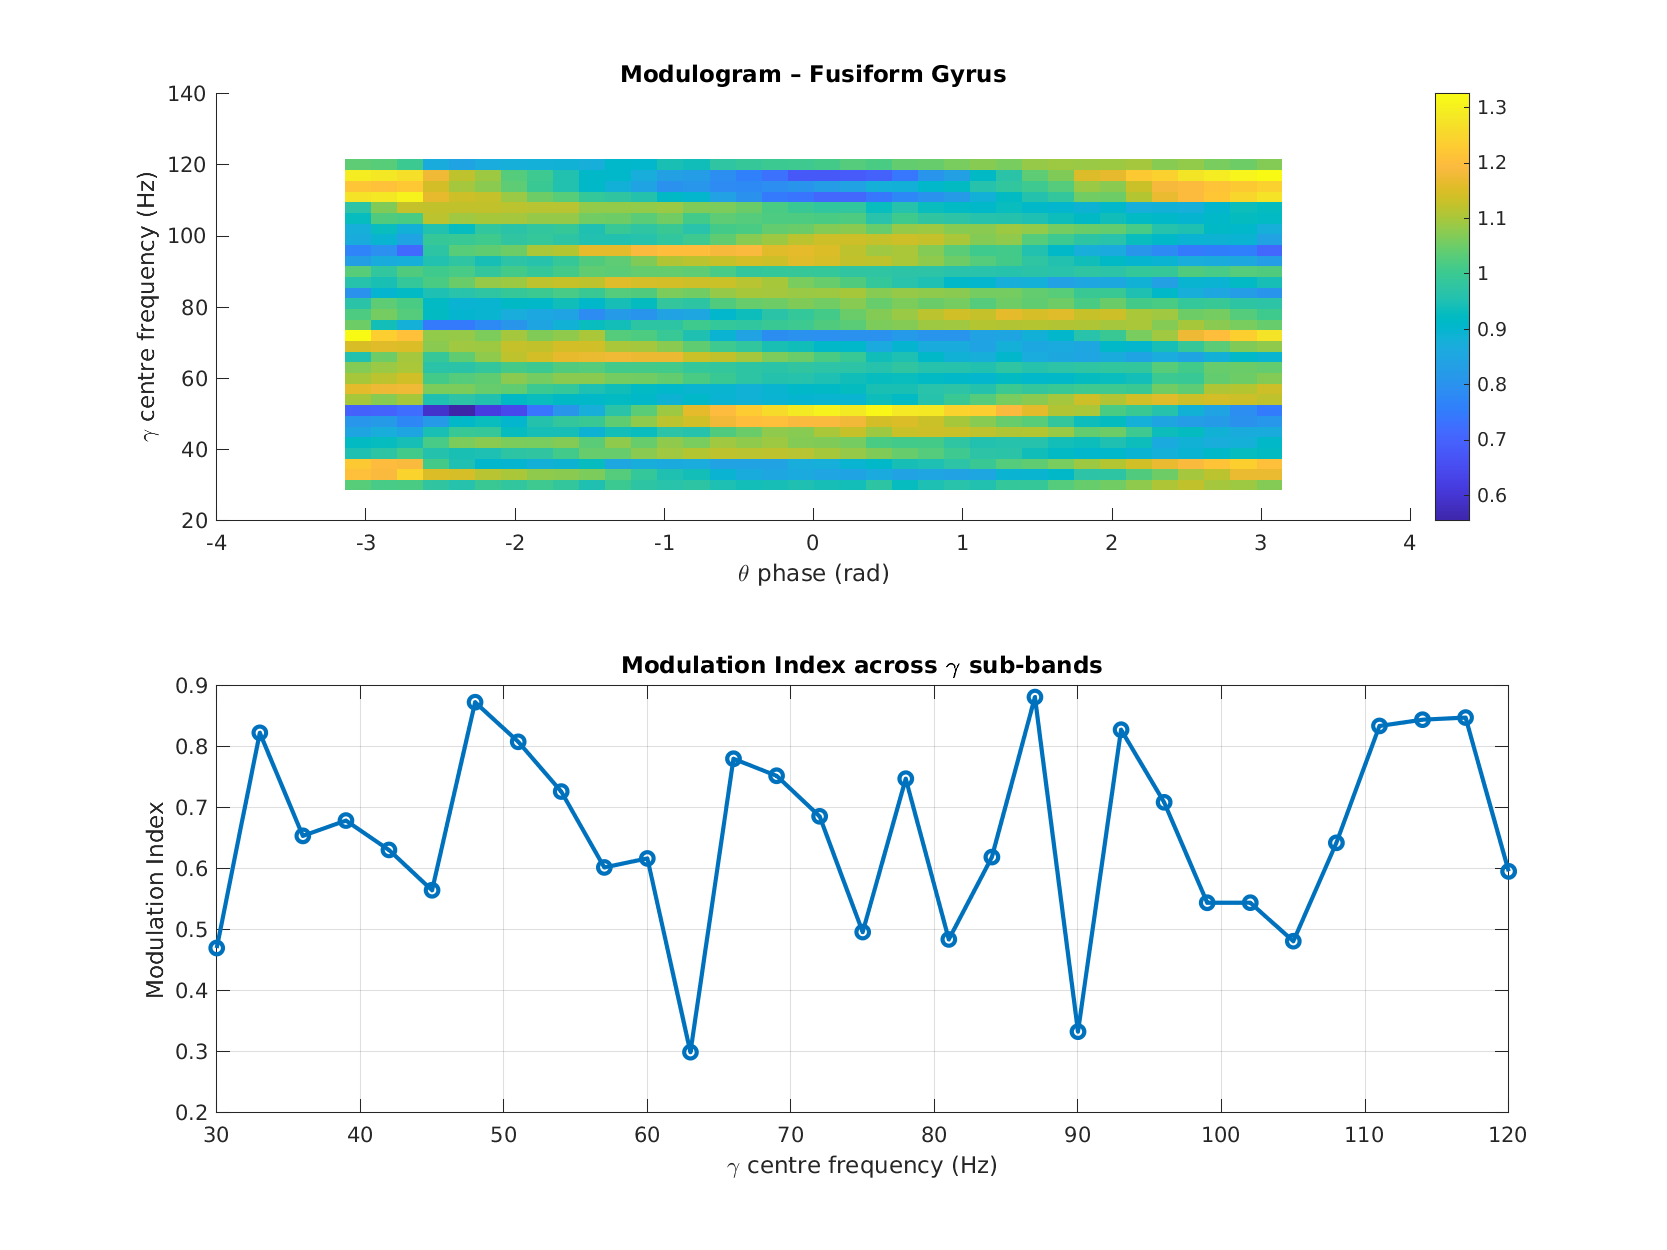 Modulogram – Fusiform Gyrus
140
120
100
80
60
40
20
γ centre frequency (Hz)
-4 -3 -2 -1 0 1 2 3 4
θ phase (rad)
1.3
1.2
1.1
1
0.9
0.8
0.7
0.6
Modulation Index across γ sub-bands
0.9
0.8
0.7
0.6
0.5
0.4
0.3
0.2
Modulation Index
30 40 50 60 70 80 90 100 110 120
γ centre frequency (Hz)